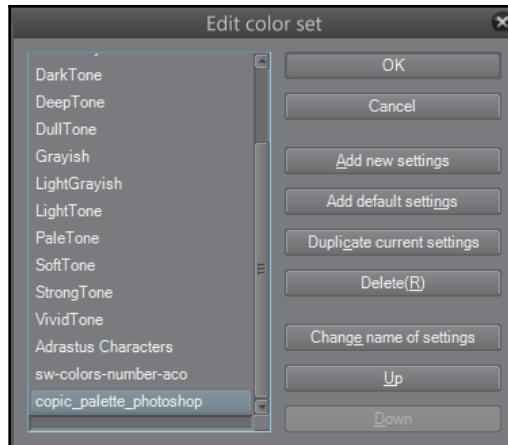 Edit color set
DarkTone
DeepTone
DullTone
Grayish
LightGrayish
LightTone
PaleTone
SoftTone
StrongTone
VividTone
Adrastus Characters
sw-colors-number-aco
copic_palette_photoshop
OK
Cancel
Add new settings
Add default settings
Duplicate current settings
Delete(R)
Change name of settings
Up
Down